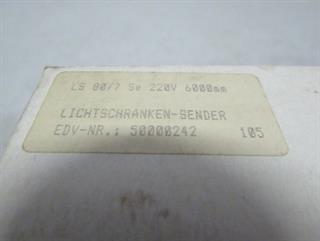 LS 80/7 Se 220V 6000mm
LICHTSCHRANKEN-SENDER
EDV-NR.: 50000242 105